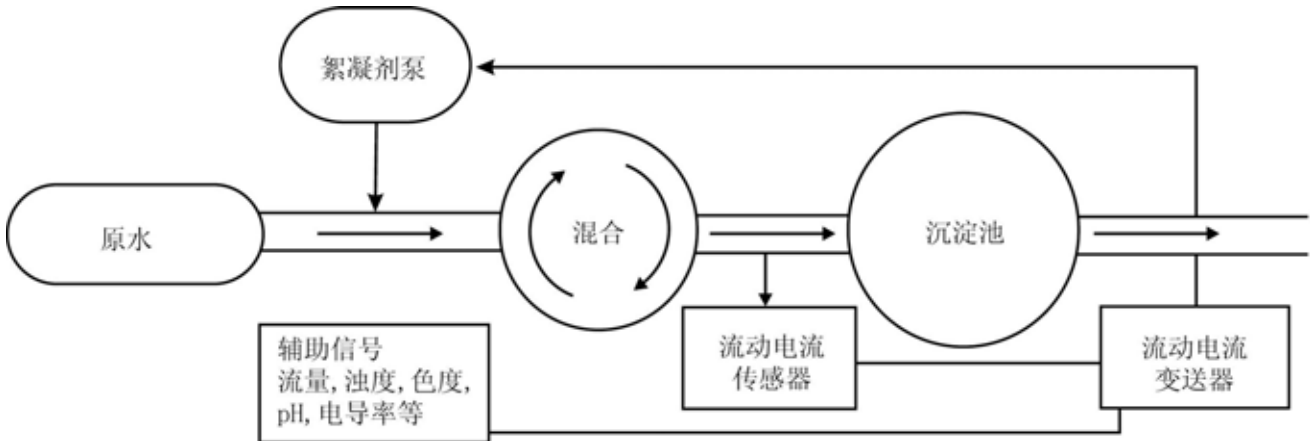 絮凝剂泵
原水
混合
沉淀池
辅助信号
流量,浊度,色度,
pH,电导率等
流动电流
传感器
流动电流
变送器